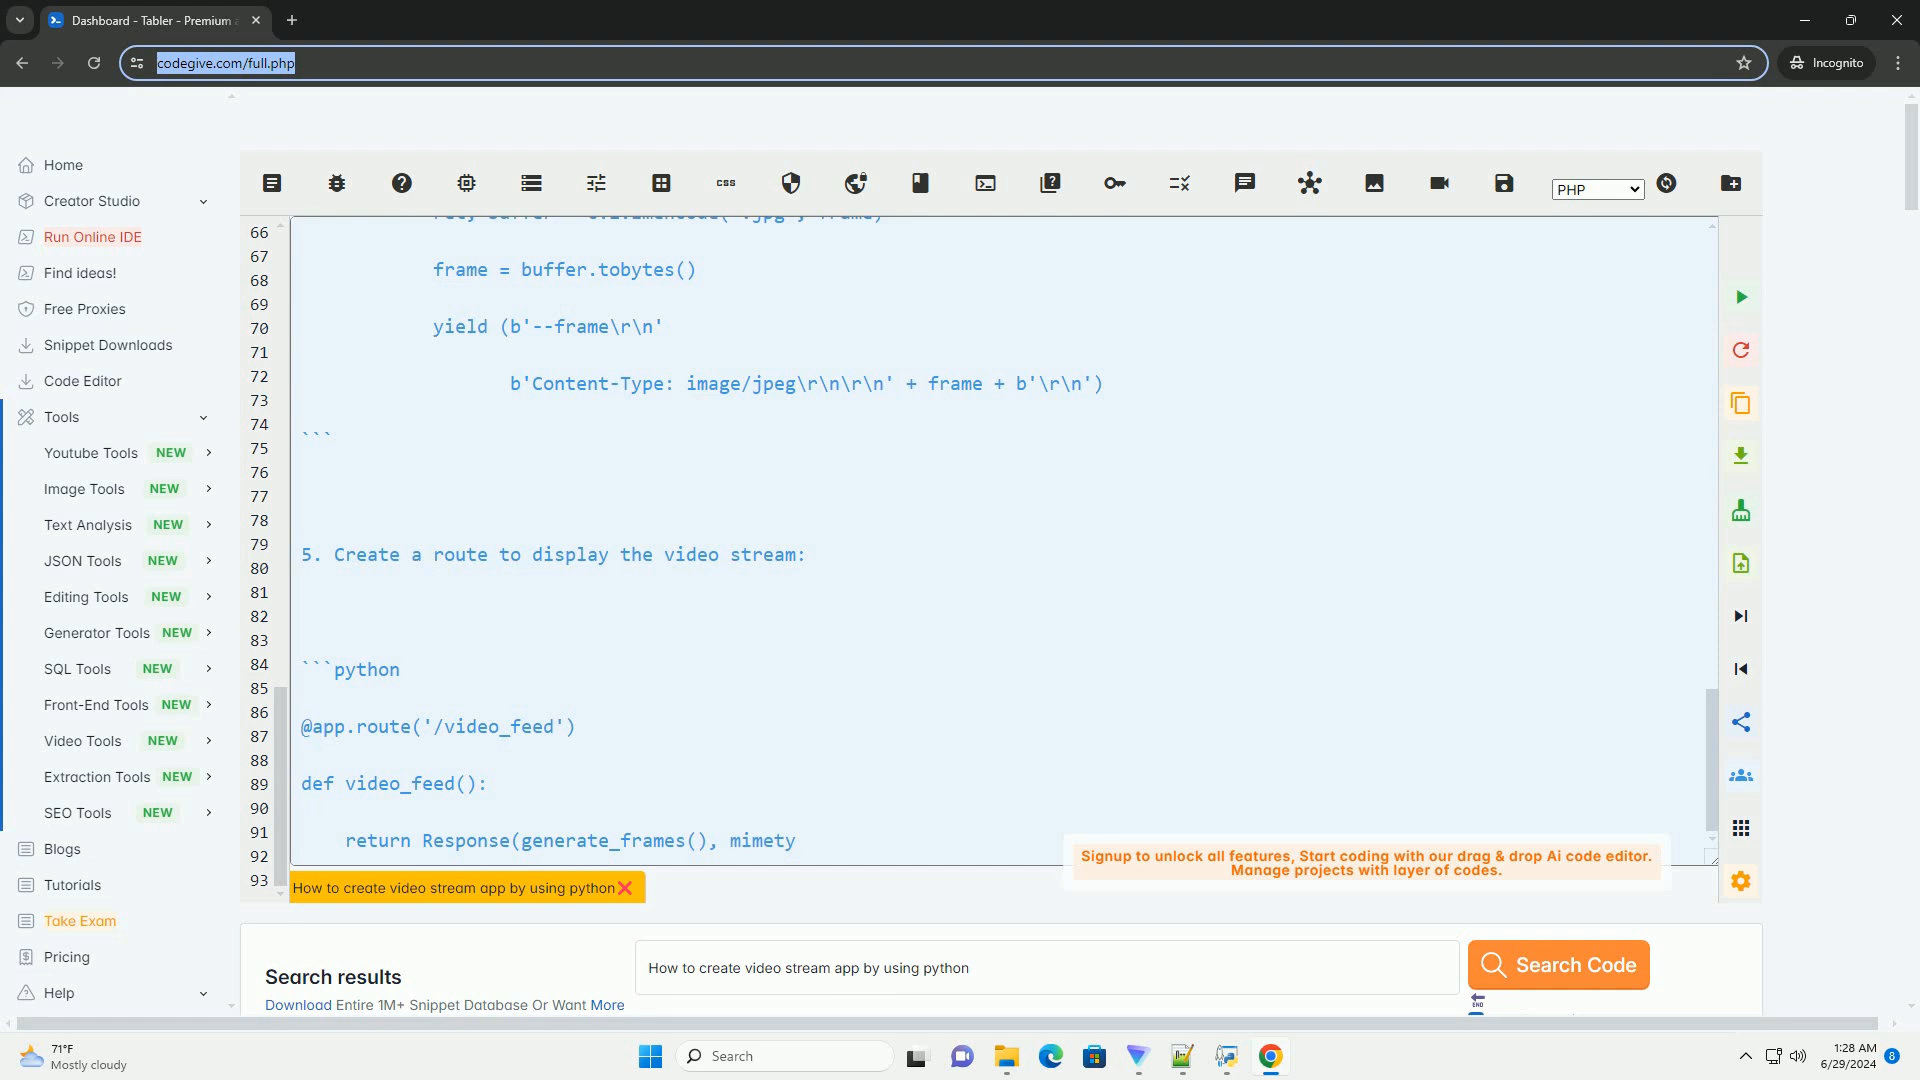 Dashboard - Tabler - Premium
codegive.com/full.php
Incognito
Home
Creator Studio
Run Online IDE
Find ideas!
Free Proxies
Snippet Downloads
Code Editor
Tools
Youtube Tools NEW
Image Tools NEW
Text Analysis NEW
JSON Tools NEW
Editing Tools NEW
Generator Tools NEW
SQL Tools NEW
Front-End Tools NEW
Video Tools NEW
Extraction Tools NEW
SEO Tools NEW
Blogs
Tutorials
Take Exam
Pricing
Help
css
PHP
66
67
68
69
70
71
72
73
74
75
76
77
78
79
80
81
82
83
84
85
86
87
88
89
90
91
92
93
frame = buffer.tobytes()
yield (b'--frame\r\n'
b'Content-Type: image/jpeg\r\n\r\n' + frame + b'\r\n')
```
5. Create a route to display the video stream:
```python
@app.route('/video_feed')
def video_feed():
return Response(generate_frames(), mimety
Signup to unlock all features, Start coding with our drag & drop Ai code editor.
Manage projects with layer of codes.
How to create video stream app by using python
Search results
How to create video stream app by using python
Search Code
Download Entire 1M+ Snippet Database Or Want More
END
71°F
Mostly cloudy
Search
1:28 AM
6/29/2024
8